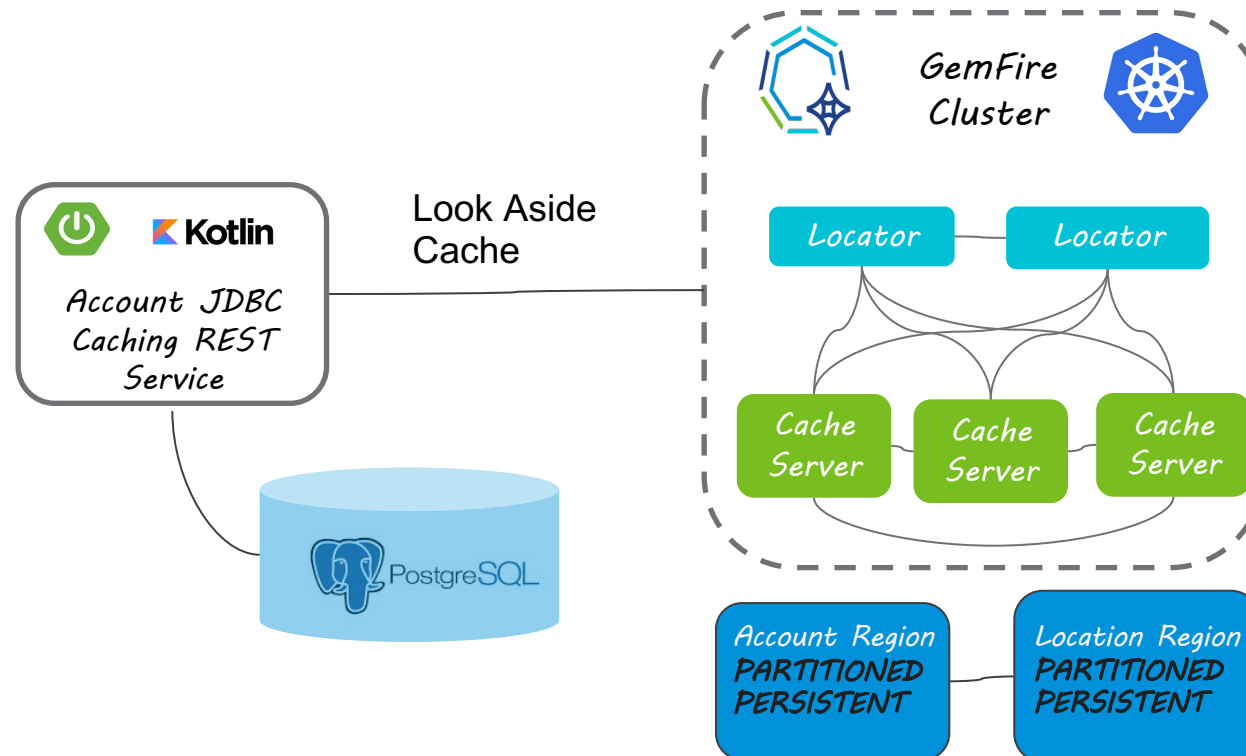 GemFire
Cluster
Kotlin
Look Aside
Cache
Account JDBC
Caching REST
Service
Locator
Locator
Cache
Server
Cache
Server
Cache
Server
PostgreSQL
Account Region
PARTITIONED
PERSISTENT
Location Region
PARTITIONED
PERSISTENT